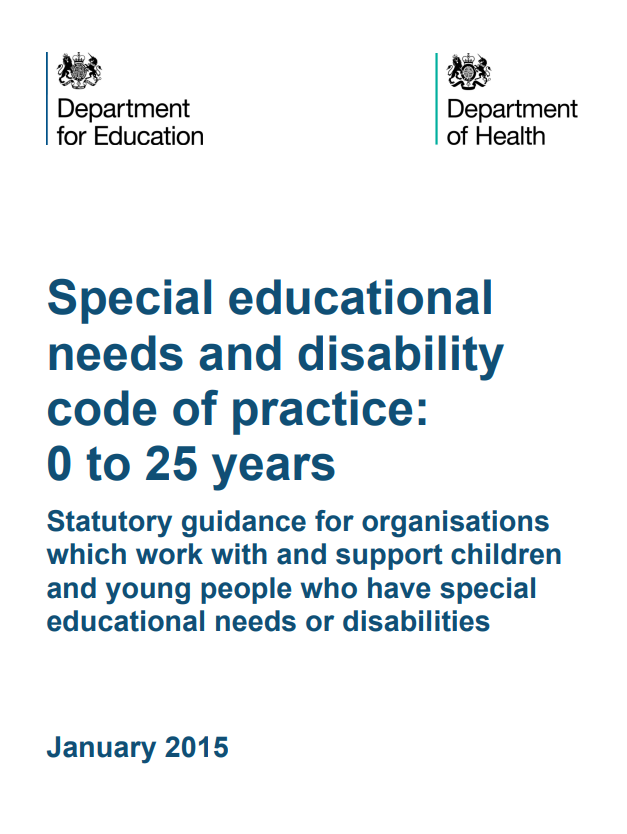 Department
for Education
Department
of Health
Special educational
needs and disability
code of practice:
0 to 25 years
Statutory guidance for organisations
which work with and support children
and young people who have special
educational needs or disabilities
January 2015